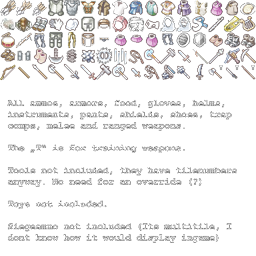 All ammos, armors, food, gloves, helms,
instruments, pants, shields, shoes, trap
comps, melee and ranged weapons.
The „T" is for training weapons.
Tools not included, they have tilenumbers
anyway. No need for an override (?)
Toys not included.
Siegeammo not included (Its multitile, I
dont know how it would display ingame)